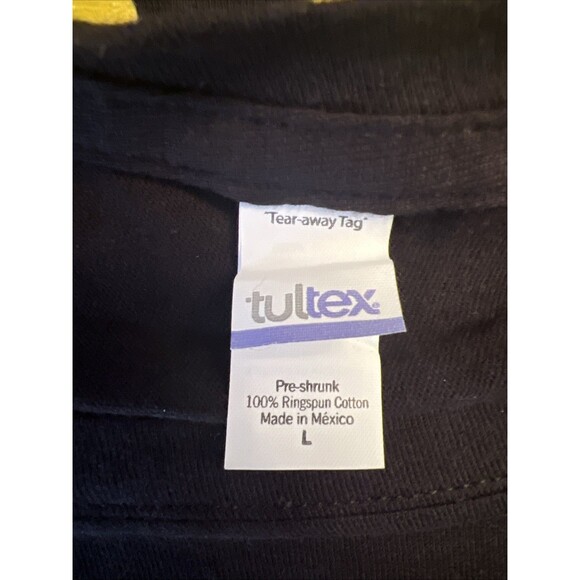 "Tear-away Tag"
tultex®
Pre-shrunk
100% Ringspun Cotton
Made in México
L